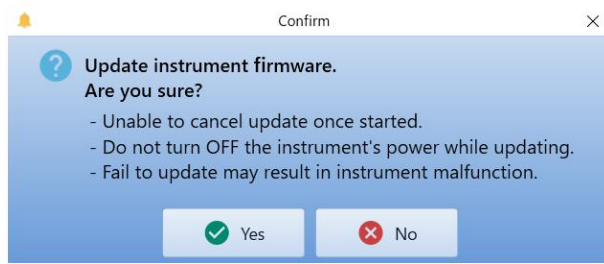 Confirm
Update instrument firmware.
Are you sure?
- Unable to cancel update once started.
- Do not turn OFF the instrument's power while updating.
- Fail to update may result in instrument malfunction.
Yes No